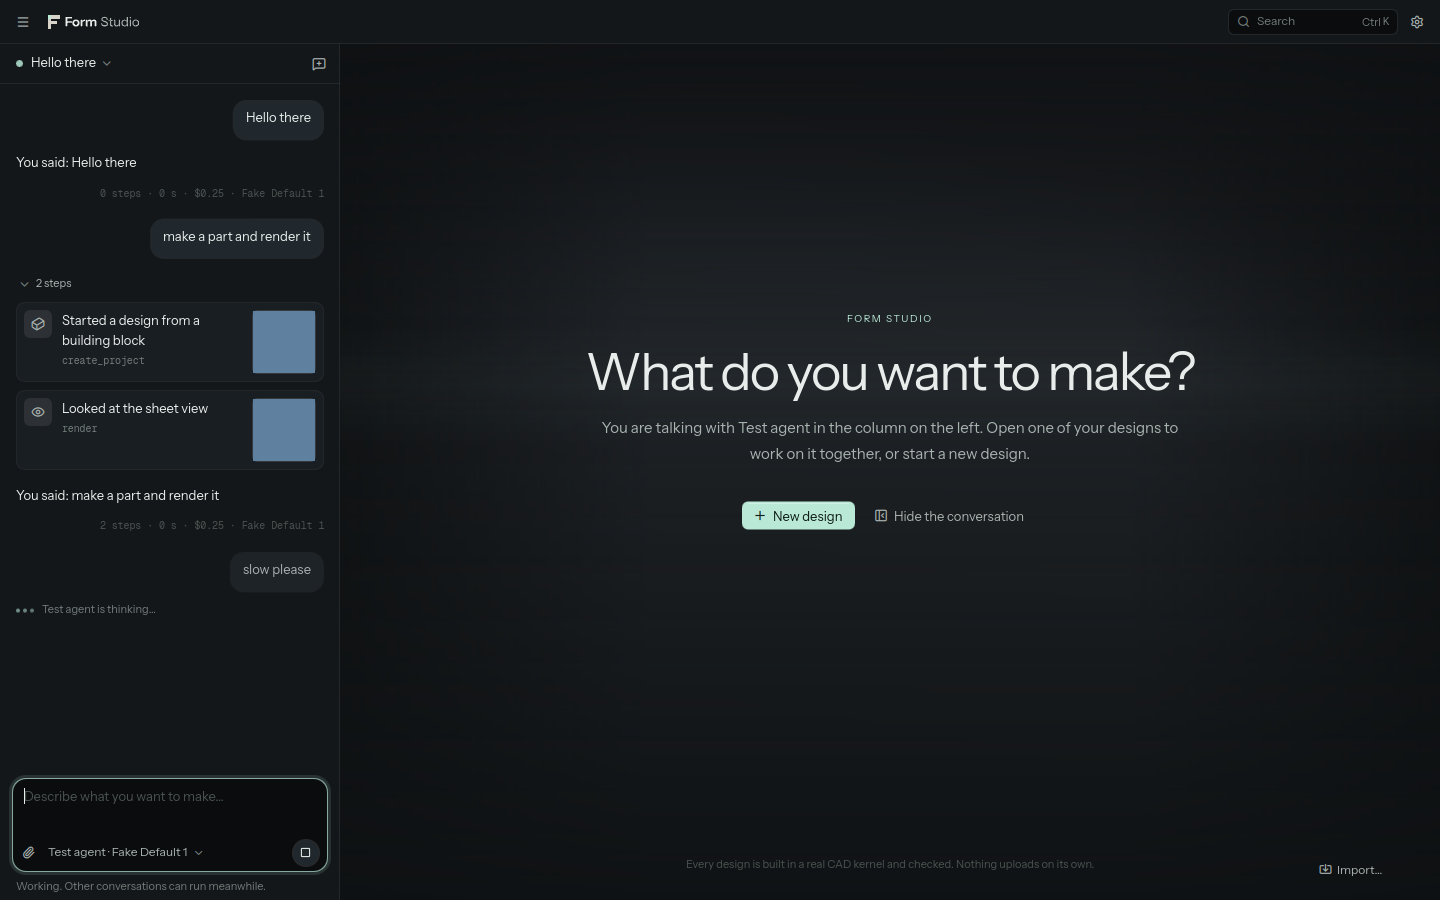 Form Studio
Search
Ctrl K
Hello there
Hello there
You said: Hello there
0 steps · 0 s · $0.25 · Fake Default 1
make a part and render it
2 steps
Started a design from a
building block
create_project
Looked at the sheet view
render
You said: make a part and render it
2 steps · 0 s · $0.25 · Fake Default 1
slow please
Test agent is thinking...
Describe what you want to make...
Test agent · Fake Default 1
Working. Other conversations can run meanwhile.
FORM STUDIO
What do you want to make?
You are talking with Test agent in the column on the left. Open one of your designs to
work on it together, or start a new design.
New design
Hide the conversation
Every design is built in a real CAD kernel and checked. Nothing uploads on its own.
Import...